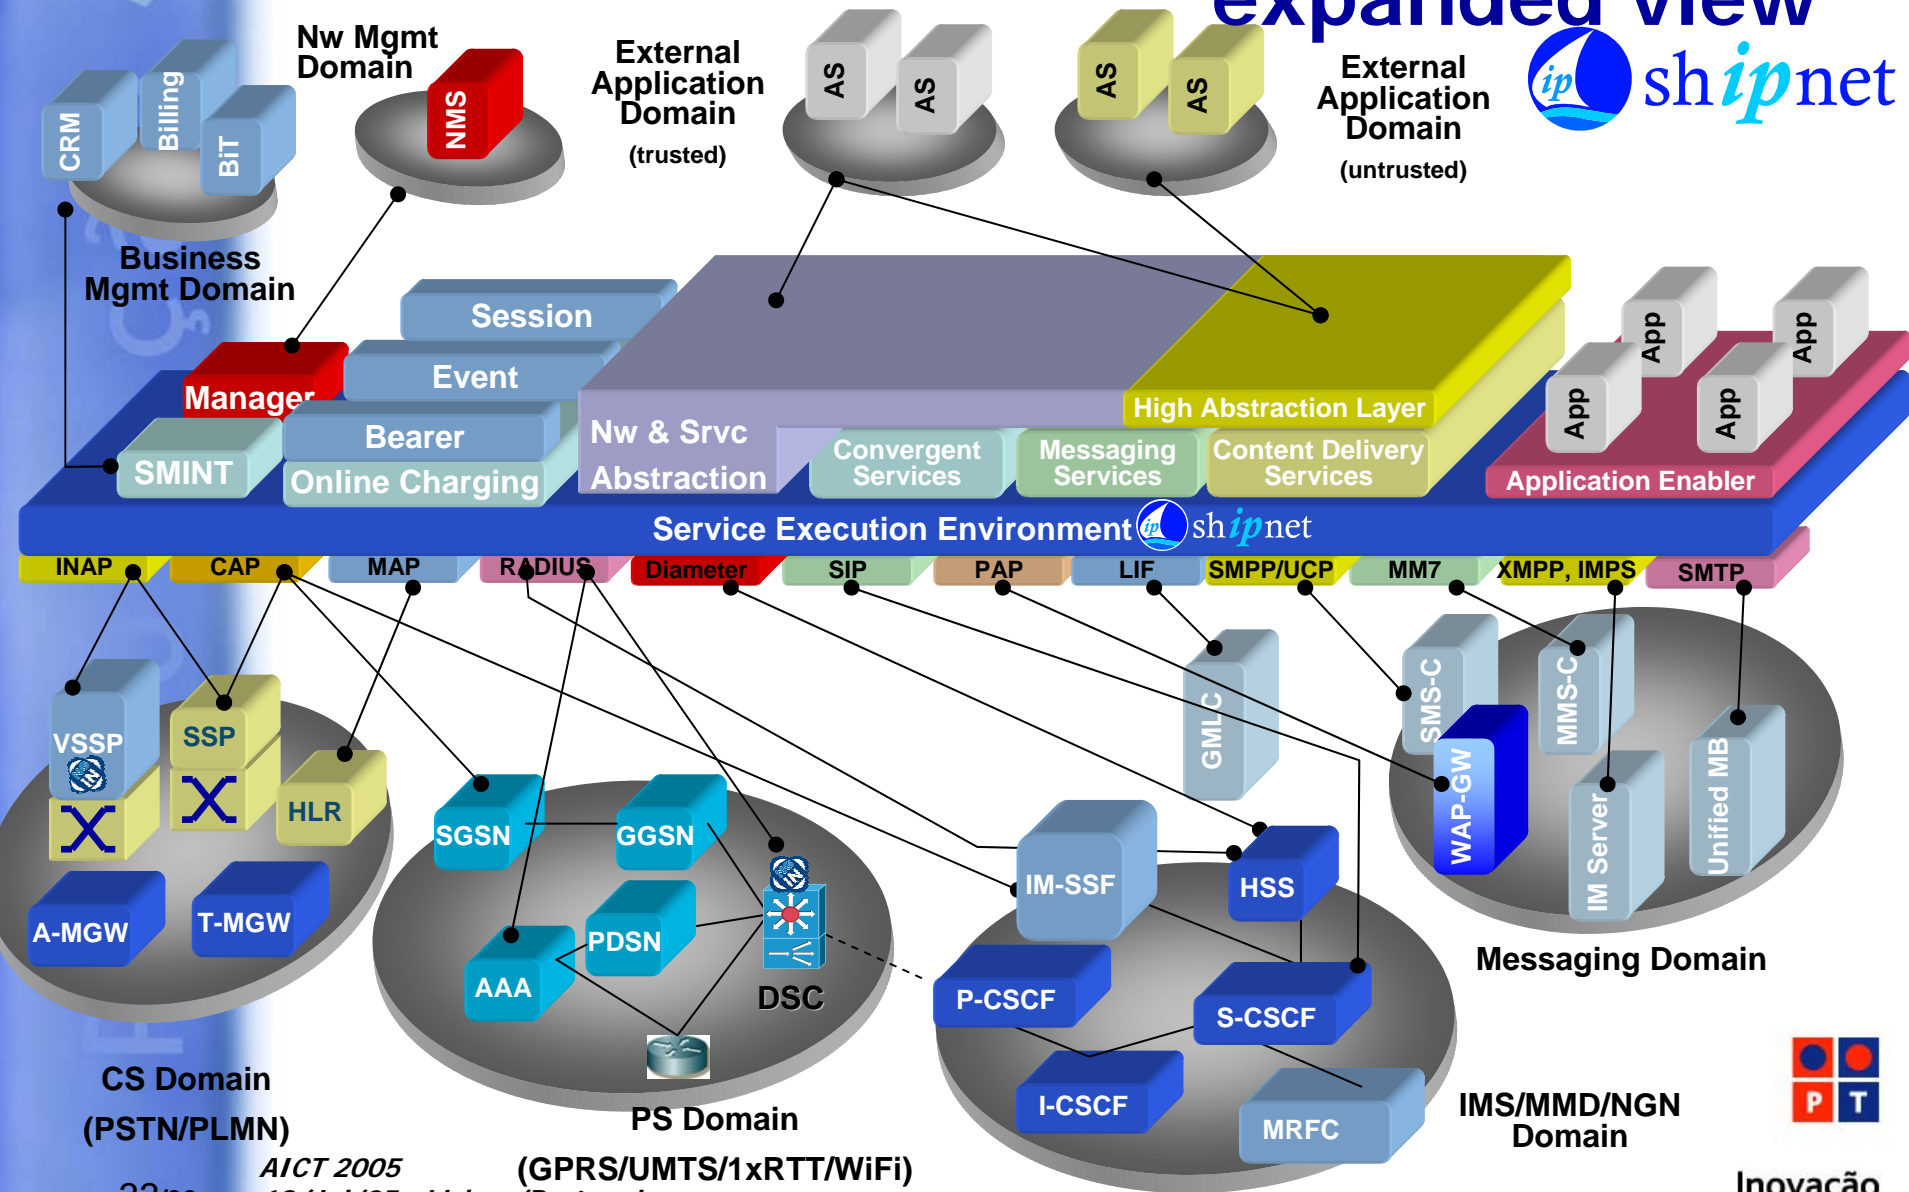 expanded view
ip shipnet
Nw Mgmt
Domain
External
Application
Domain
(trusted)
External
Application
Domain
(untrusted)
CRM
Billing
BiT
NMS
AS
AS
AS
AS
Business
Mgmt Domain
Session
Event
Manager
Bearer
SMINT
Online Charging
Nw & Srvc
Abstraction
High Abstraction Layer
Convergent
Services
Messaging
Services
Content Delivery
Services
App
App
App
App
Application Enabler
Service Execution Environment
ip shipnet
INAP
CAP
MAP
RADIUS
Diameter
SIP
PAP
LIF
SMPP/UCP
MM7
XMPP, IMPS
SMTP
VSSP
IN
SSP
HLR
A-MGW
T-MGW
CS Domain
(PSTN/PLMN)
SGSN
GGSN
PDSN
AAA
IN
DSC
PS Domain
(GPRS/UMTS/1xRTT/WiFi)
GMLC
IM-SSF
HSS
P-CSCF
S-CSCF
I-CSCF
MRFC
IMS/MMD/NGN
Domain
SMS-C
WAP-GW
MMS-C
IM Server
Unified MB
Messaging Domain
AICT 2005
P T
Inovação